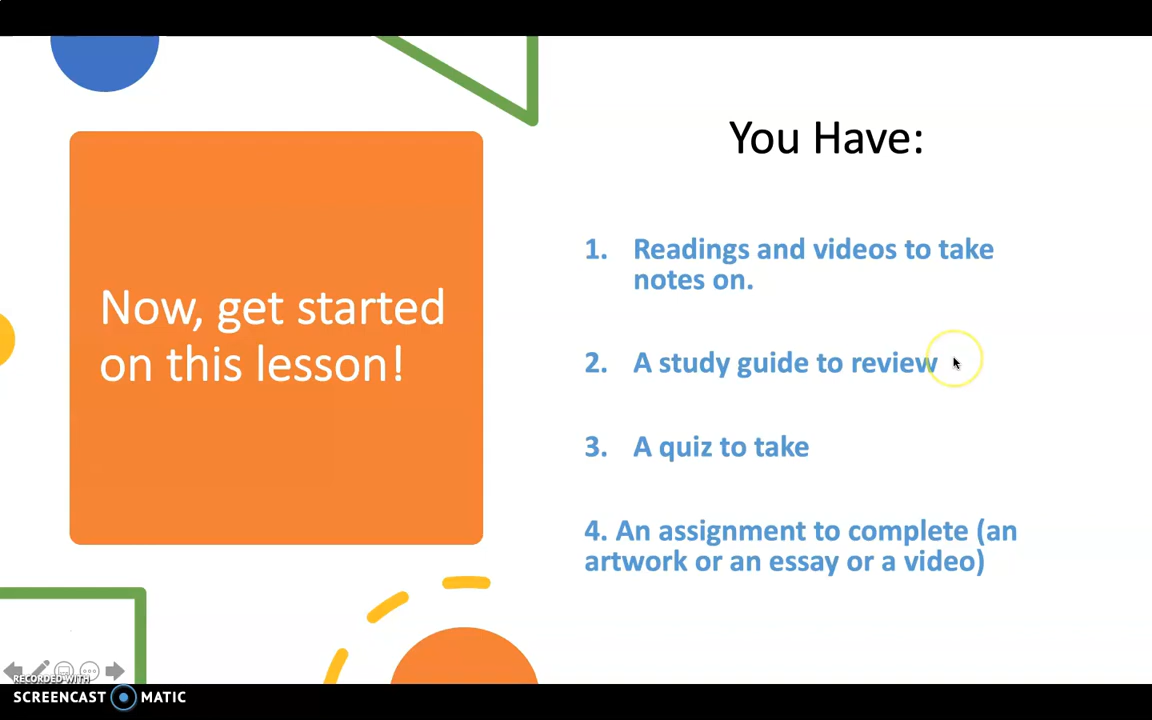 You Have:
Now, get started
on this lesson!
1. Readings and videos to take
notes on.
2. A study guide to review
3. A quiz to take
4. An assignment to complete (an
artwork or an essay or a video)
RECORDED WITH
SCREENCAST MATIC